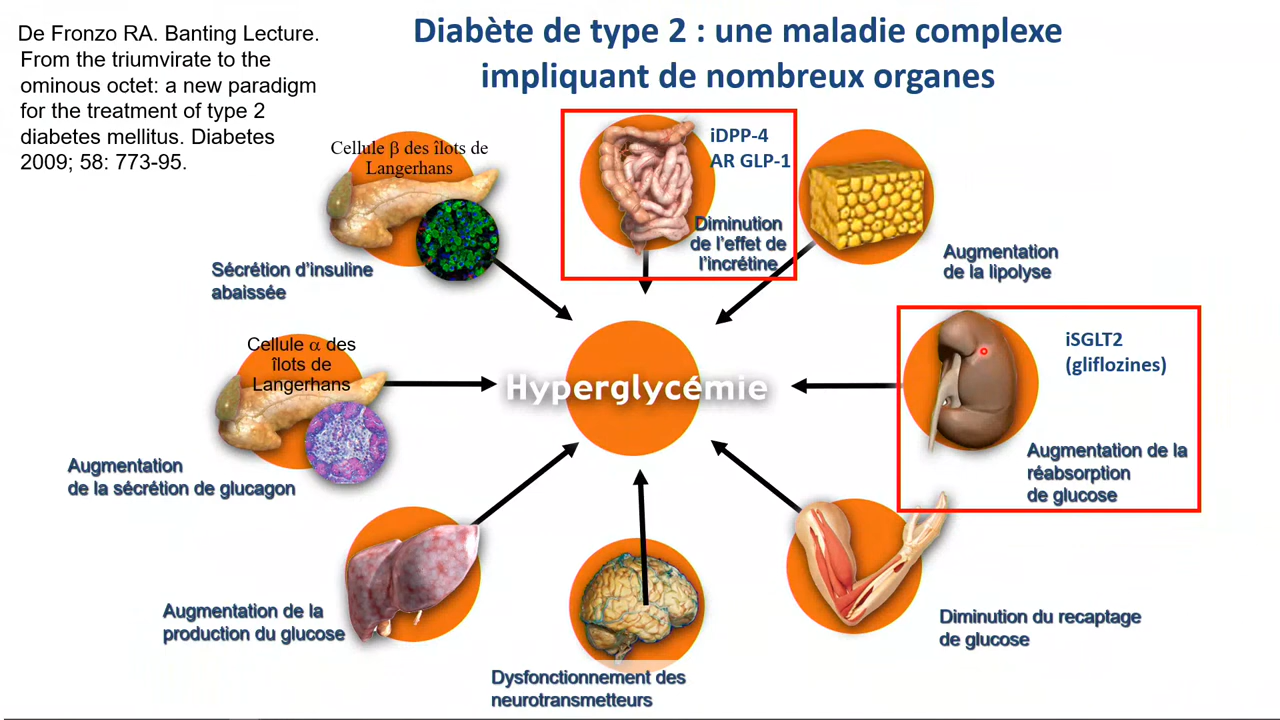 De Fronzo RA. Banting Lecture.
From the triumvirate to the
ominous octet: a new paradigm
for the treatment of type 2
diabetes mellitus. Diabetes
2009; 58: 773-95.
Diabète de type 2 : une maladie complexe
impliquant de nombreux organes
Cellule β des îlots de
Langerhans
Sécrétion d'insuline
abaissée
iDPP-4
AR GLP-1
Diminution
de l'effet de
l'incrétine
Augmentation
de la lipolyse
Cellule α des
îlots de
Langerhans
Augmentation
de la sécrétion de glucagon
Hyperglycémie
iSGLT2
(gliflozines)
Augmentation de la
réabsorption
de glucose
Augmentation de la
production du glucose
Dysfonctionnement des
neurotransmetteurs
Diminution du recaptage
de glucose